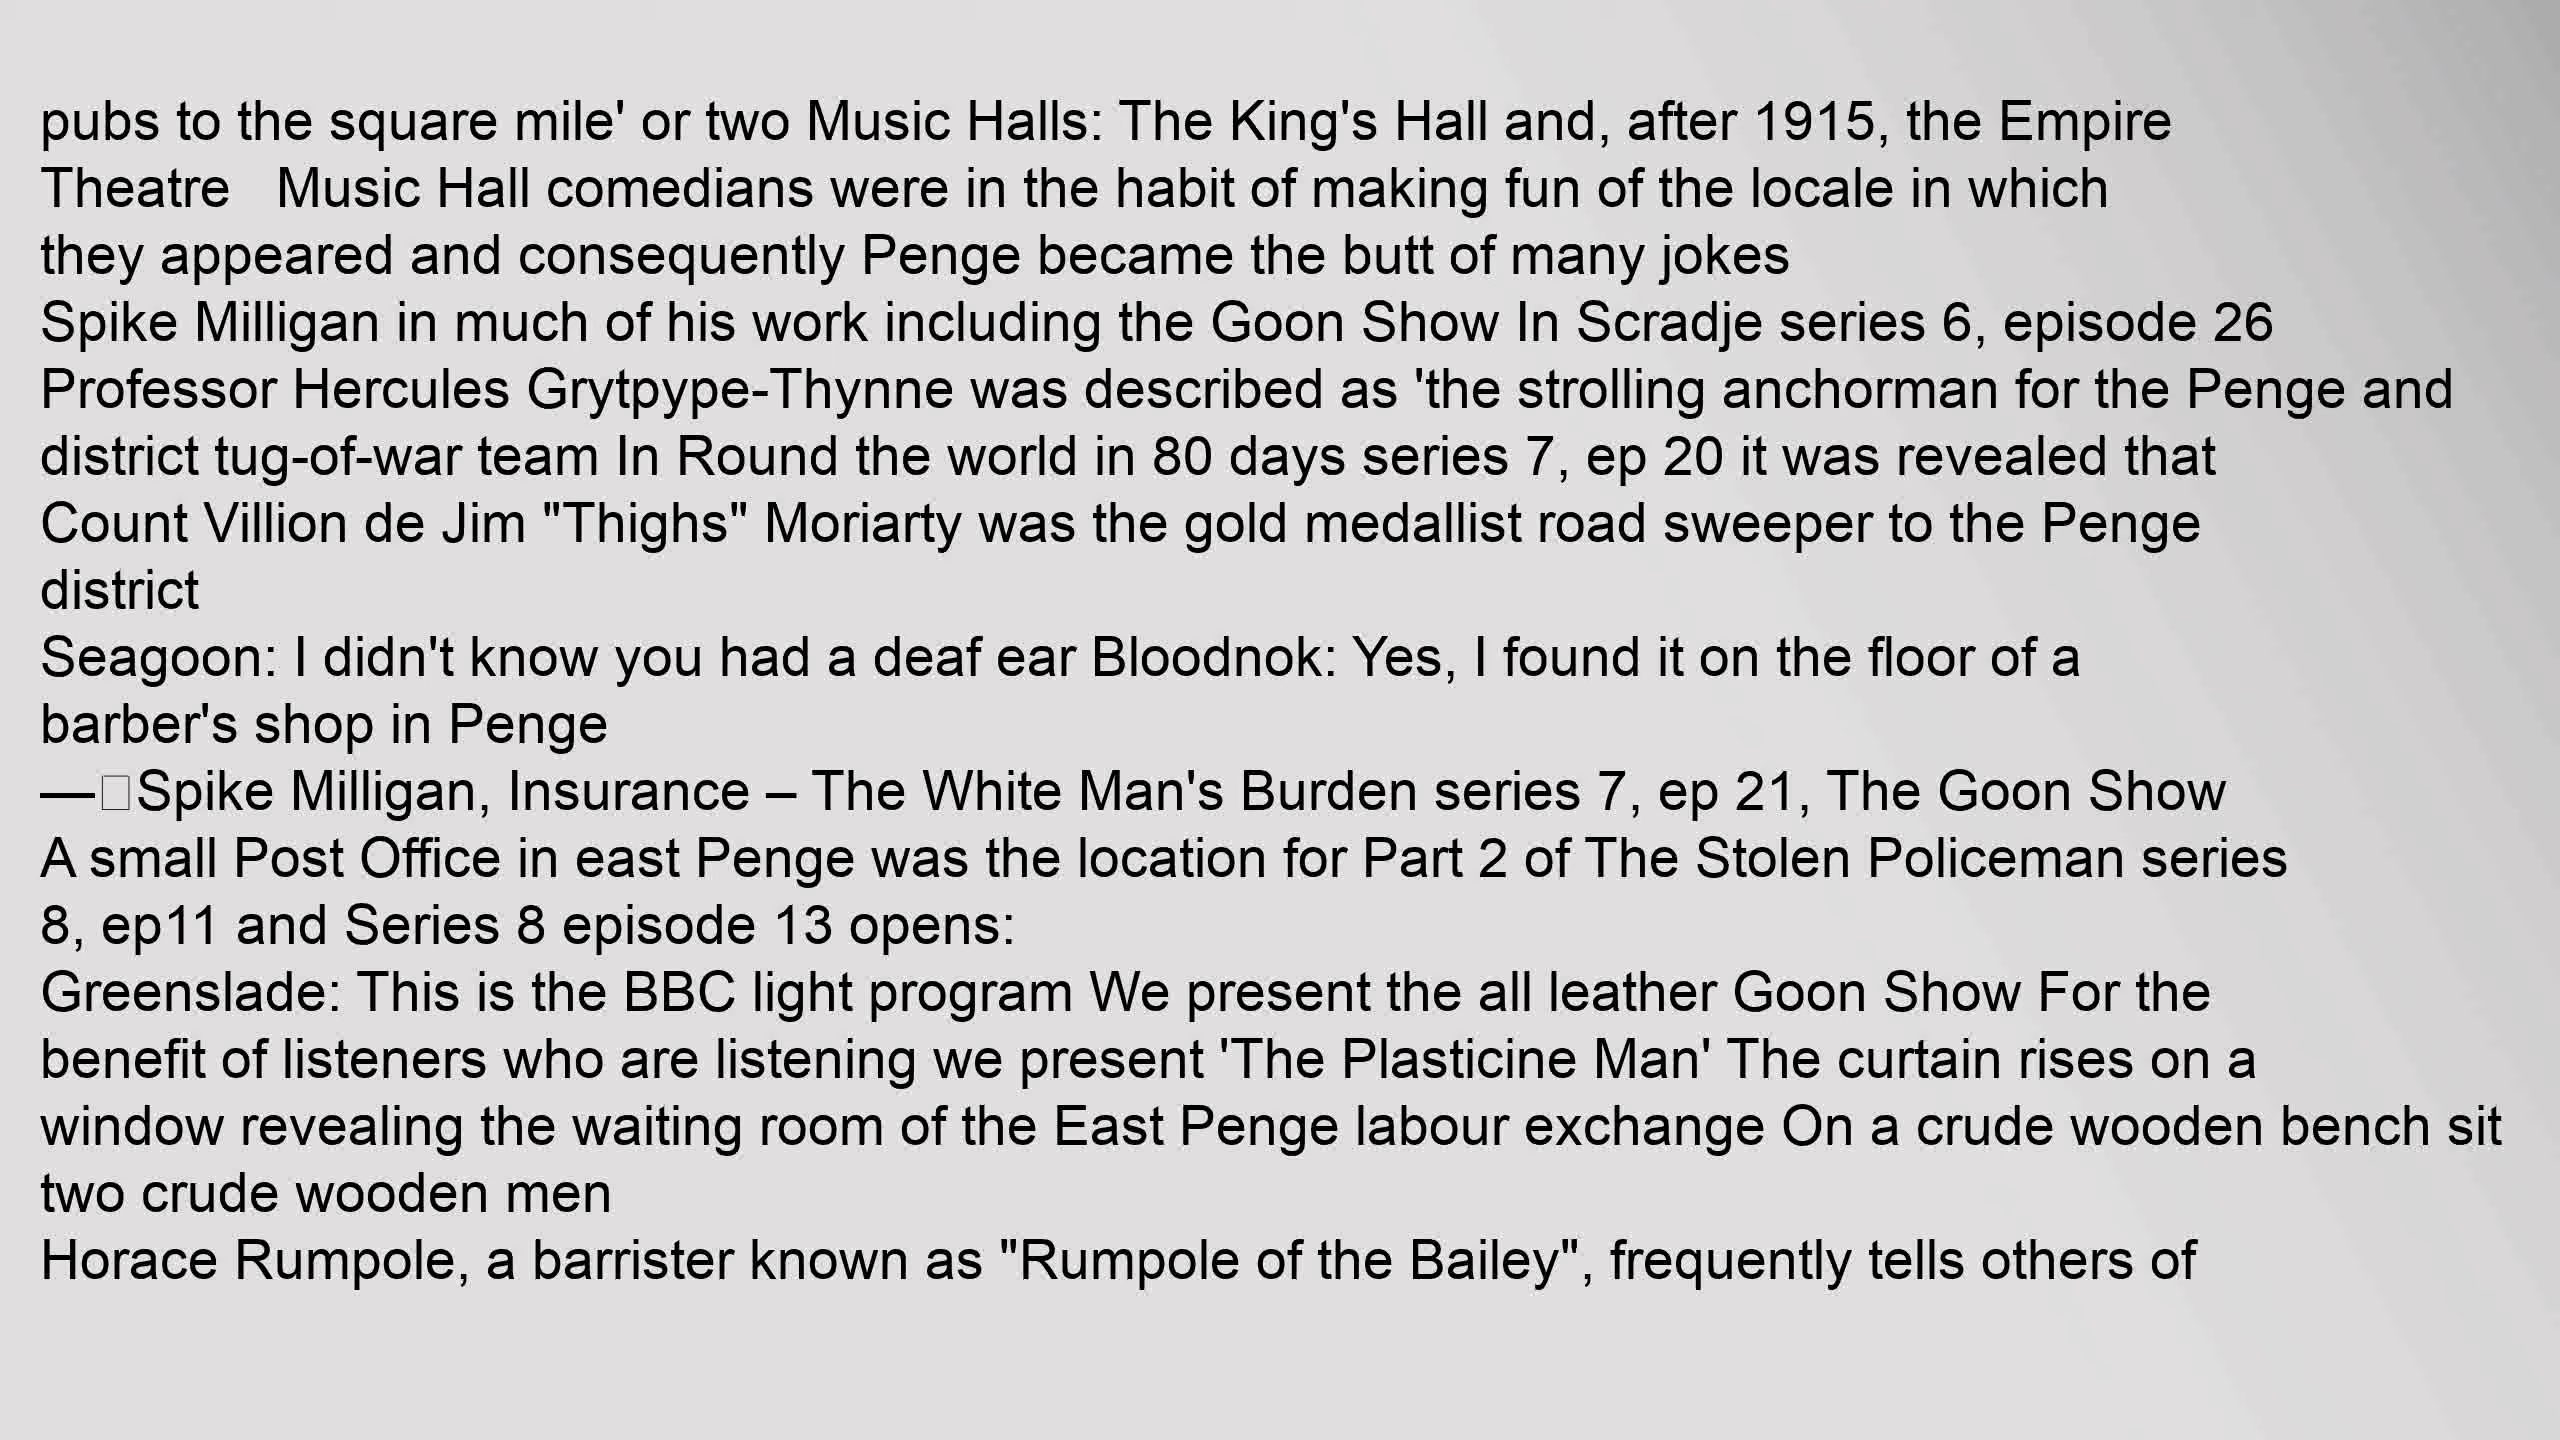 pubs to the square mile' or two Music Halls: The King's Hall and, after 1915, the Empire
Theatre   Music Hall comedians were in the habit of making fun of the locale in which
they appeared and consequently Penge became the butt of many jokes
Spike Milligan in much of his work including the Goon Show In Scradje series 6, episode 26
Professor Hercules Grytpype-Thynne was described as 'the strolling anchorman for the Penge and
district tug-of-war team In Round the world in 80 days series 7, ep 20 it was revealed that
Count Villion de Jim "Thighs" Moriarty was the gold medallist road sweeper to the Penge
district
Seagoon: I didn't know you had a deaf ear Bloodnok: Yes, I found it on the floor of a
barber's shop in Penge
—□Spike Milligan, Insurance – The White Man's Burden series 7, ep 21, The Goon Show
A small Post Office in east Penge was the location for Part 2 of The Stolen Policeman series
8, ep11 and Series 8 episode 13 opens:
Greenslade: This is the BBC light program We present the all leather Goon Show For the
benefit of listeners who are listening we present 'The Plasticine Man' The curtain rises on a
window revealing the waiting room of the East Penge labour exchange On a crude wooden bench sit
two crude wooden men
Horace Rumpole, a barrister known as "Rumpole of the Bailey", frequently tells others of